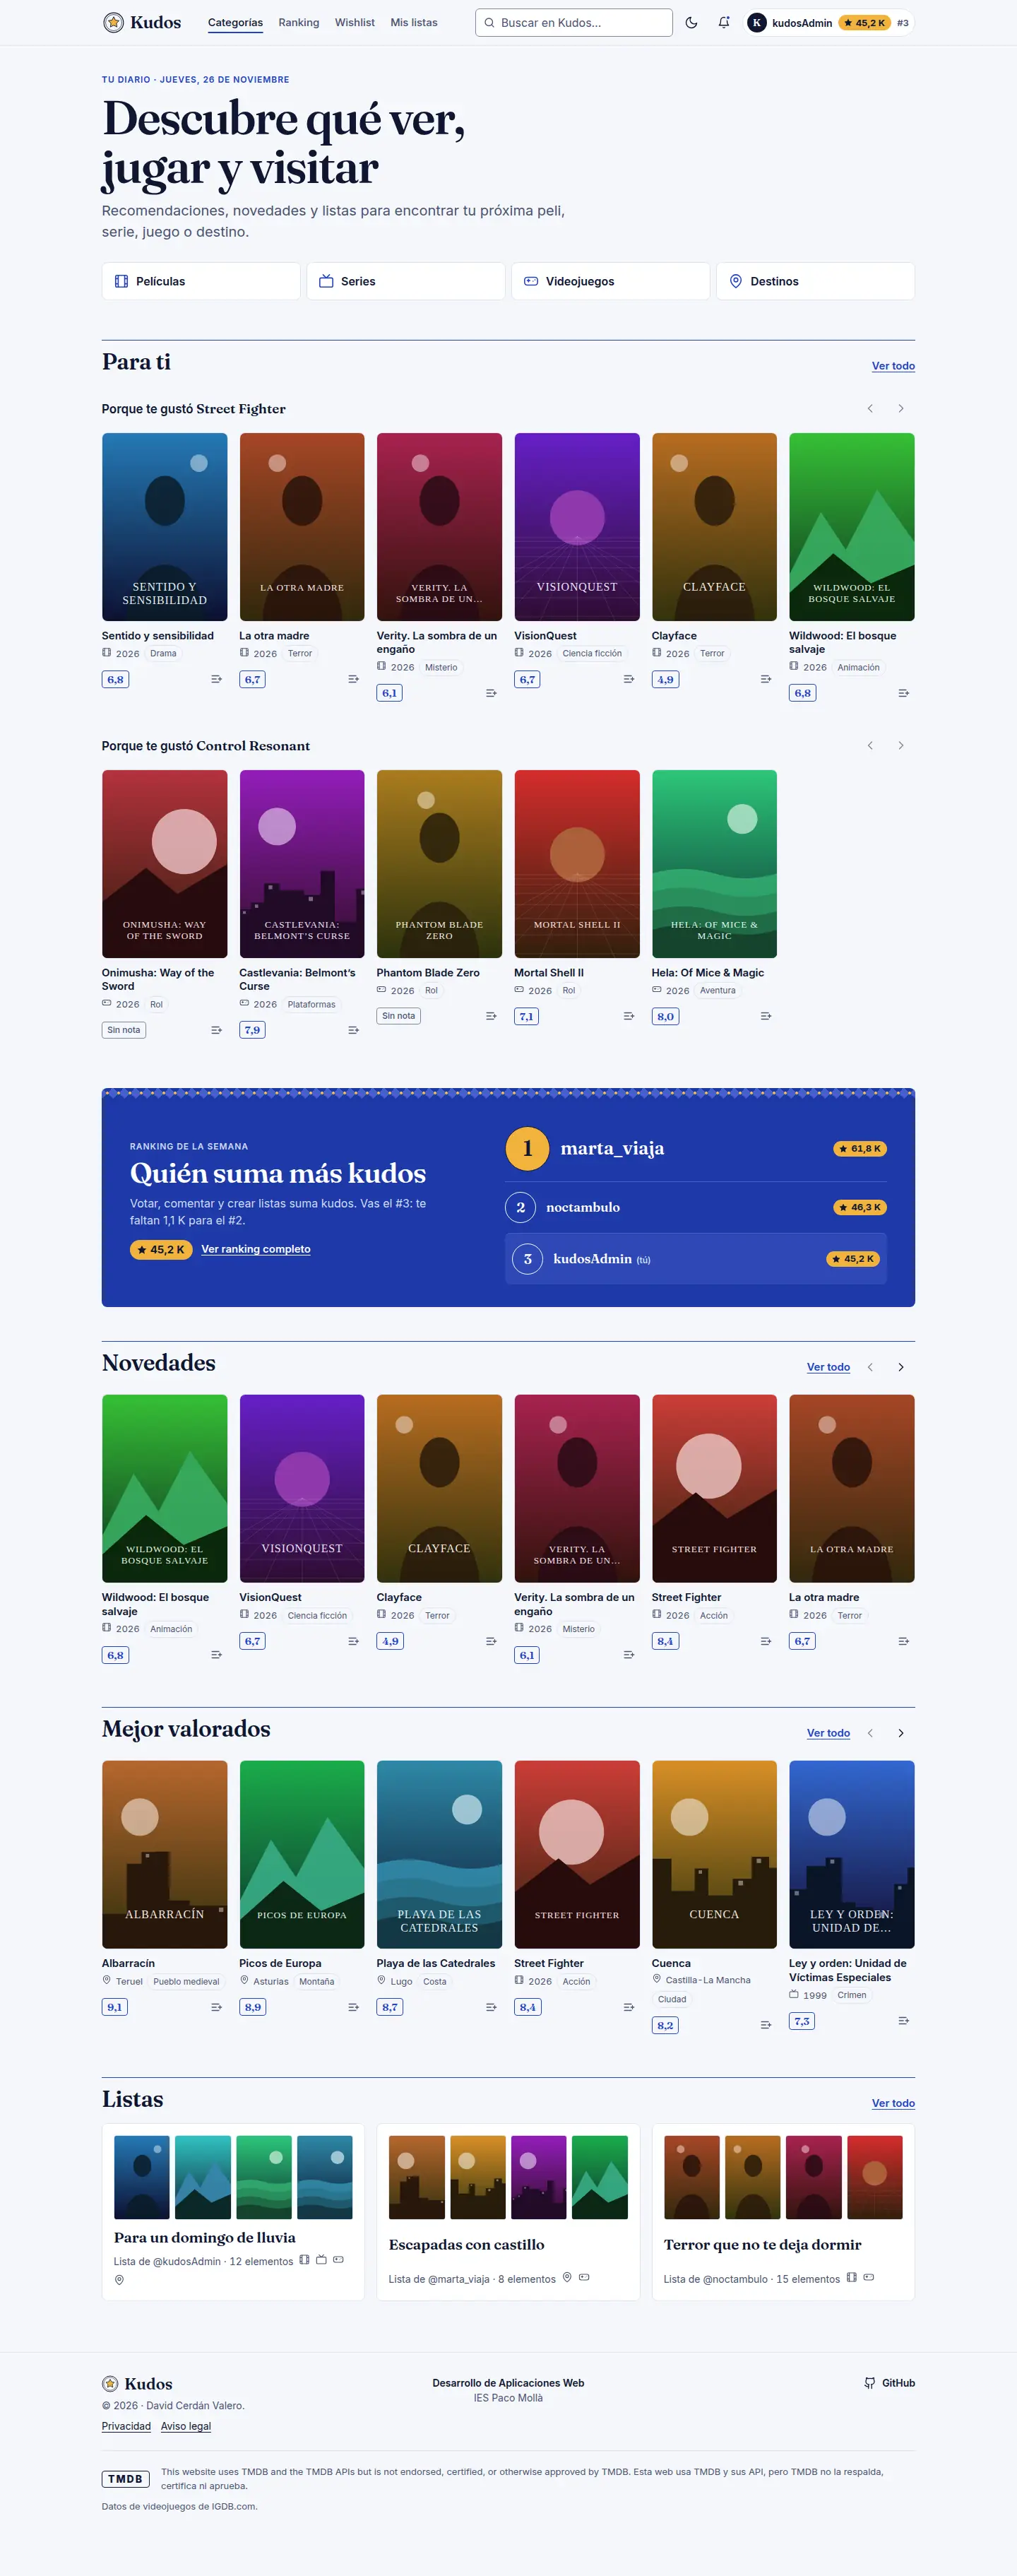 Kudos
Categorías
Ranking
Wishlist
Mis listas
Buscar en Kudos...
K
kudosAdmin
45,2 K
#3
TU DIARIO · JUEVES, 26 DE NOVIEMBRE
Descubre qué ver,
jugar y visitar
Recomendaciones, novedades y listas para encontrar tu próxima peli,
serie, juego o destino.
Películas
Series
Videojuegos
Destinos
Para ti
Ver todo
Porque te gustó Street Fighter
SENTIDO Y
SENSIBILIDAD
LA OTRA MADRE
VERITY. LA
SOMBRA DE UN...
VISIONQUEST
CLAYFACE
WILDWOOD: EL
BOSQUE SALVAJE
Sentido y sensibilidad
2026 Drama
6,8
La otra madre
2026 Terror
6,7
Verity. La sombra de un
engaño
2026 Misterio
6,1
VisionQuest
2026 Ciencia ficción
6,7
Clayface
2026 Terror
4,9
Wildwood: El bosque
salvaje
2026 Animación
6,8
Porque te gustó Control Resonant
ONIMUSHA: WAY
OF THE SWORD
CASTLEVANIA:
BELMONT'S CURSE
PHANTOM BLADE
ZERO
MORTAL SHELL II
HELA: OF MICE &
MAGIC
Onimusha: Way of the
Sword
2026 Rol
Sin nota
Castlevania: Belmont's
Curse
2026 Plataformas
7,9
Phantom Blade Zero
2026 Rol
Sin nota
Mortal Shell II
2026 Rol
7,1
Hela: Of Mice & Magic
2026 Aventura
8,0
RANKING DE LA SEMANA
Quién suma más kudos
Votar, comentar y crear listas suma kudos. Vas el #3: te
faltan 1,1 K para el #2.
45,2 K
Ver ranking completo
1 marta_viaja 61,8 K
2 noctambulo 46,3 K
3 kudosAdmin (tú) 45,2 K
Novedades
Ver todo
WILDWOOD: EL
BOSQUE SALVAJE
VISIONQUEST
CLAYFACE
VERITY. LA
SOMBRA DE UN...
STREET FIGHTER
LA OTRA MADRE
Wildwood: El bosque
salvaje
2026 Animación
6,8
VisionQuest
2026 Ciencia ficción
6,7
Clayface
2026 Terror
4,9
Verity. La sombra de un
engaño
2026 Misterio
6,1
Street Fighter
2026 Acción
8,4
La otra madre
2026 Terror
6,7
Mejor valorados
Ver todo
ALBARRACÍN
PICOS DE EUROPA
PLAYA DE LAS
CATEDRALES
STREET FIGHTER
CUENCA
LEY Y ORDEN:
UNIDAD DE...
Albarracín
Teruel Pueblo medieval
9,1
Picos de Europa
Asturias Montaña
8,9
Playa de las Catedrales
Lugo Costa
8,7
Street Fighter
2026 Acción
8,4
Cuenca
Castilla-La Mancha
Ciudad
8,2
Ley y orden: Unidad de
Víctimas Especiales
1999 Crimen
7,3
Listas
Ver todo
Para un domingo de lluvia
Lista de @kudosAdmin · 12 elementos
Escapadas con castillo
Lista de @marta_viaja · 8 elementos
Terror que no te deja dormir
Lista de @noctambulo · 15 elementos
Kudos
© 2026 · David Cerdán Valero.
Privacidad Aviso legal
Desarrollo de Aplicaciones Web
IES Paco Mollà
GitHub
TMDB
This website uses TMDB and the TMDB APIs but is not endorsed, certified, or otherwise approved by TMDB. Esta web usa TMDB y sus API, pero TMDB no la respalda,
certifica ni aprueba.
Datos de videojuegos de IGDB.com.